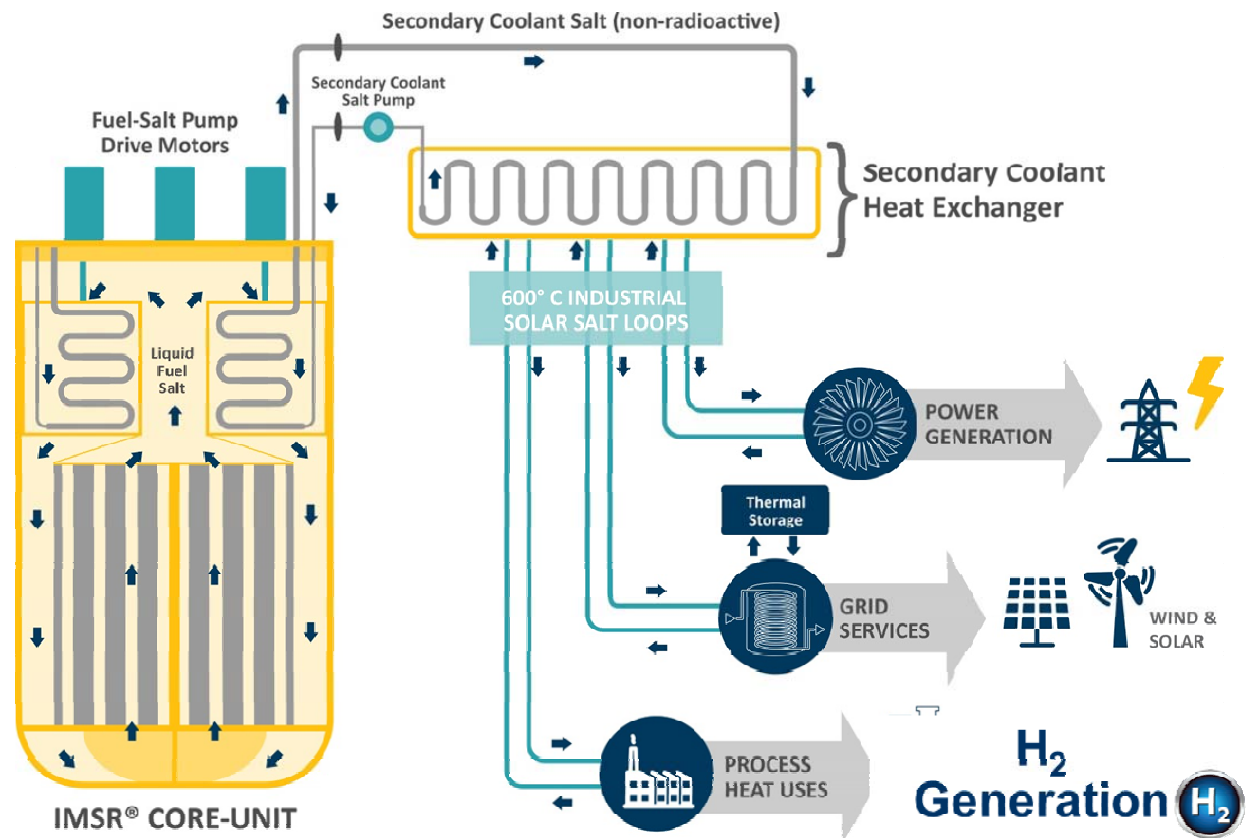 Secondary Coolant Salt (non-radioactive)
Secondary Coolant
Salt Pump
Fuel-Salt Pump
Drive Motors
Secondary Coolant
Heat Exchanger
600° C INDUSTRIAL
SOLAR SALT LOOPS
Liquid
Fuel
Salt
POWER
GENERATION
Thermal
Storage
GRID
SERVICES
WIND &
SOLAR
PROCESS
HEAT USES
H2
Generation
H2
IMSR® CORE-UNIT